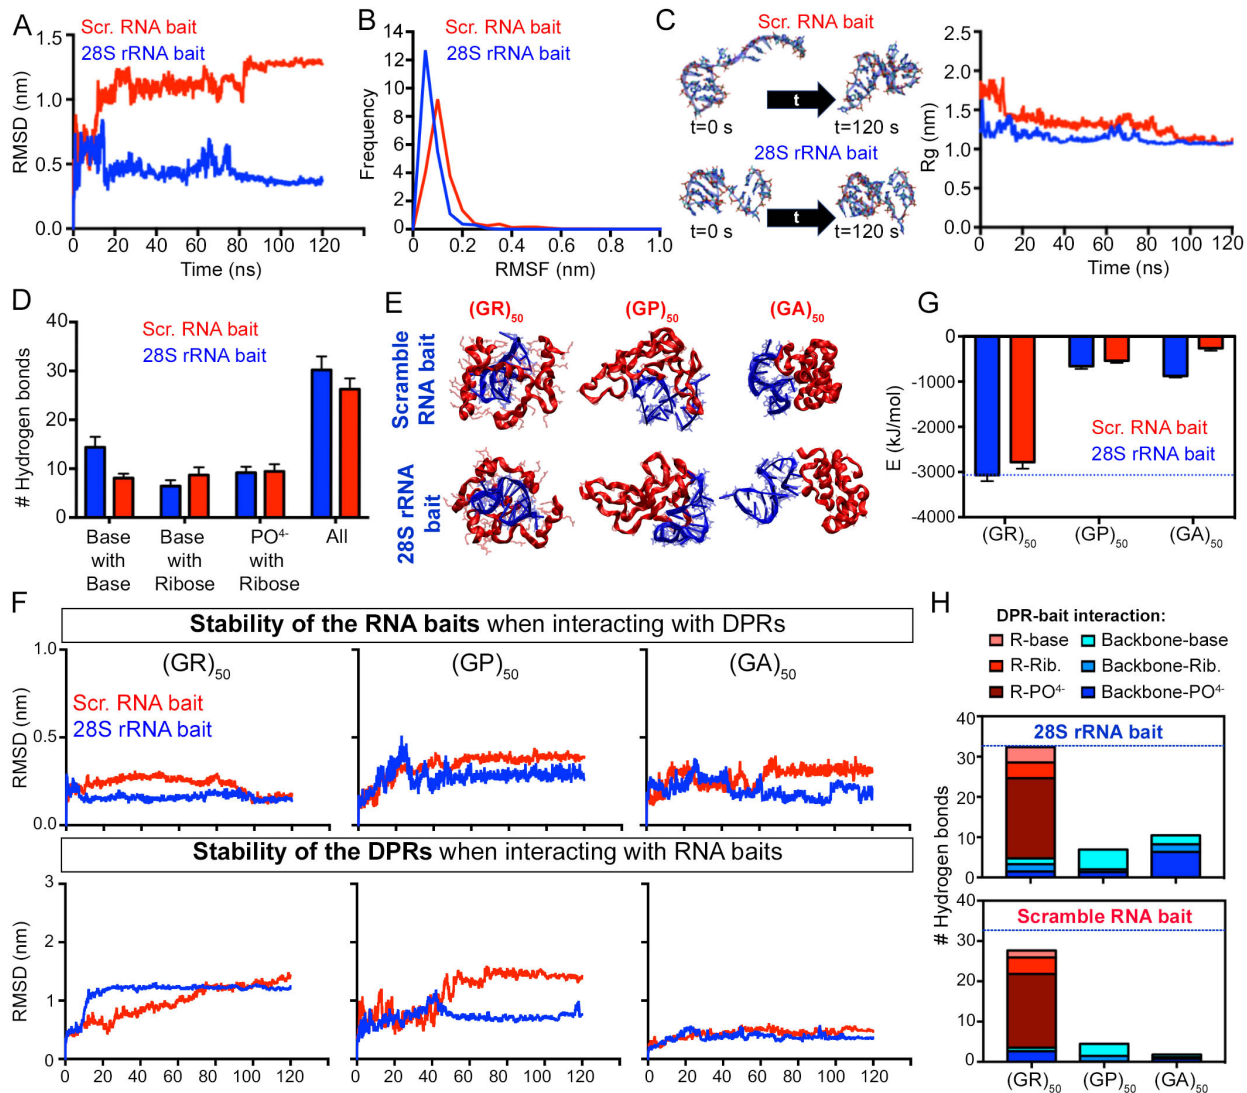 A
Scr. RNA bait
28S rRNA bait
1.5
1.0
0.5
0.0
RMSD (nm)
0 20 40 60 80 100 120
Time (ns)
B
Scr. RNA bait
28S rRNA bait
14
12
10
8
6
4
2
0
Frequency
0 0.2 0.4 0.6 0.8 1.0
RMSF (nm)
C
Scr. RNA bait
t
t=0 s t=120 s
28S rRNA bait
t
t=0 s t=120 s
2.5
2.0
1.5
1.0
0.5
0.0
Rg (nm)
0 20 40 60 80 100 120
Time (ns)
D
Scr. RNA bait
28S rRNA bait
40
30
20
10
0
# Hydrogen bonds
Base with Base
Base with Ribose
PO4- with Ribose
All
E
(GR)50 (GP)50 (GA)50
Scramble RNA bait
28S rRNA bait
G
0
-1000
-2000
-3000
-4000
E (kJ/mol)
Scr. RNA bait
28S rRNA bait
(GR)50 (GP)50 (GA)50
F
Stability of the RNA baits when interacting with DPRs
(GR)50 (GP)50 (GA)50
Scr. RNA bait
28S rRNA bait
1.0
0.5
0.0
RMSD (nm)
Stability of the DPRs when interacting with RNA baits
3
2
1
0
RMSD (nm)
0 20 40 60 80 100 120
0 20 40 60 80 100 120
0 20 40 60 80 100 120
H
DPR-bait interaction:
R-base Backbone-base
R-Rib. Backbone-Rib.
R-PO4- Backbone-PO4-
40
30
20
10
0
28S rRNA bait
# Hydrogen bonds
40
30
20
10
0
Scramble RNA bait
(GR)50 (GP)50 (GA)50